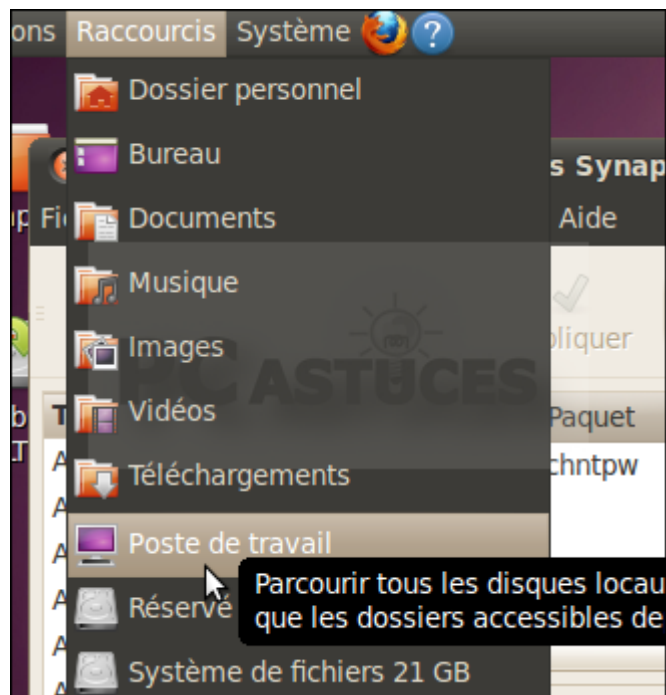 ons Raccourcis Système ?
Dossier personnel
Bureau
s Synap
Fi
Documents
Aide
Musique
Images
pliquer
PC ASTUCES
Vidéos
Paquet
Téléchargements
chntpw
Poste de travail
Parcourir tous les disques locau
Réservé
que les dossiers accessibles de
Système de fichiers 21 GB